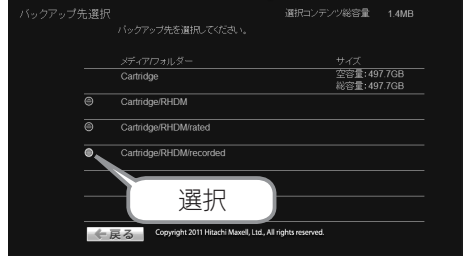 バックアップ先選択
選択コンテンツ総容量 1.4MB
バックアップ先を選択してください。
メディア/フォルダー サイズ
Cartridge 空容量:497.7GB
総容量:497.7GB
Cartridge/RHDM
Cartridge/RHDM/rated
Cartridge/RHDM/recorded
選択
戻る
Copyright 2011 Hitachi Maxell, Ltd., All rights reserved.